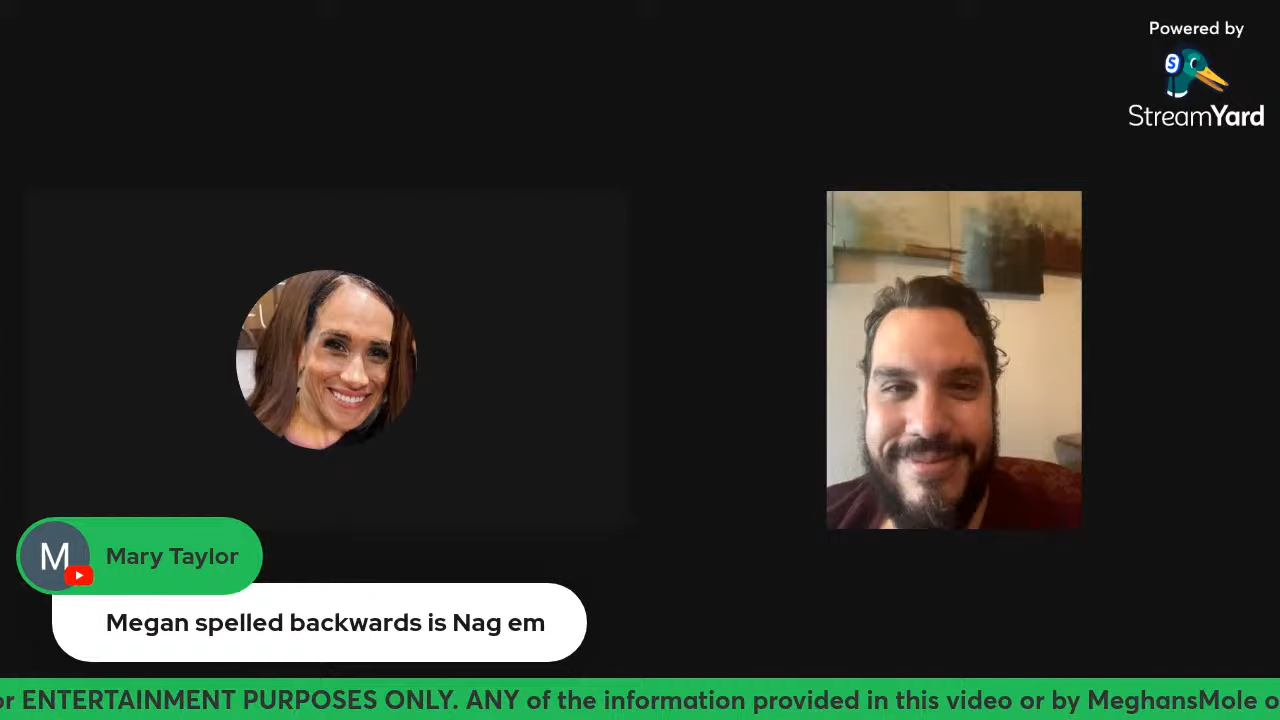 Powered by
S
StreamYard
M
Mary Taylor
Megan spelled backwards is Nag em
or ENTERTAINMENT PURPOSES ONLY. ANY of the information provided in this video or by MeghansMole o